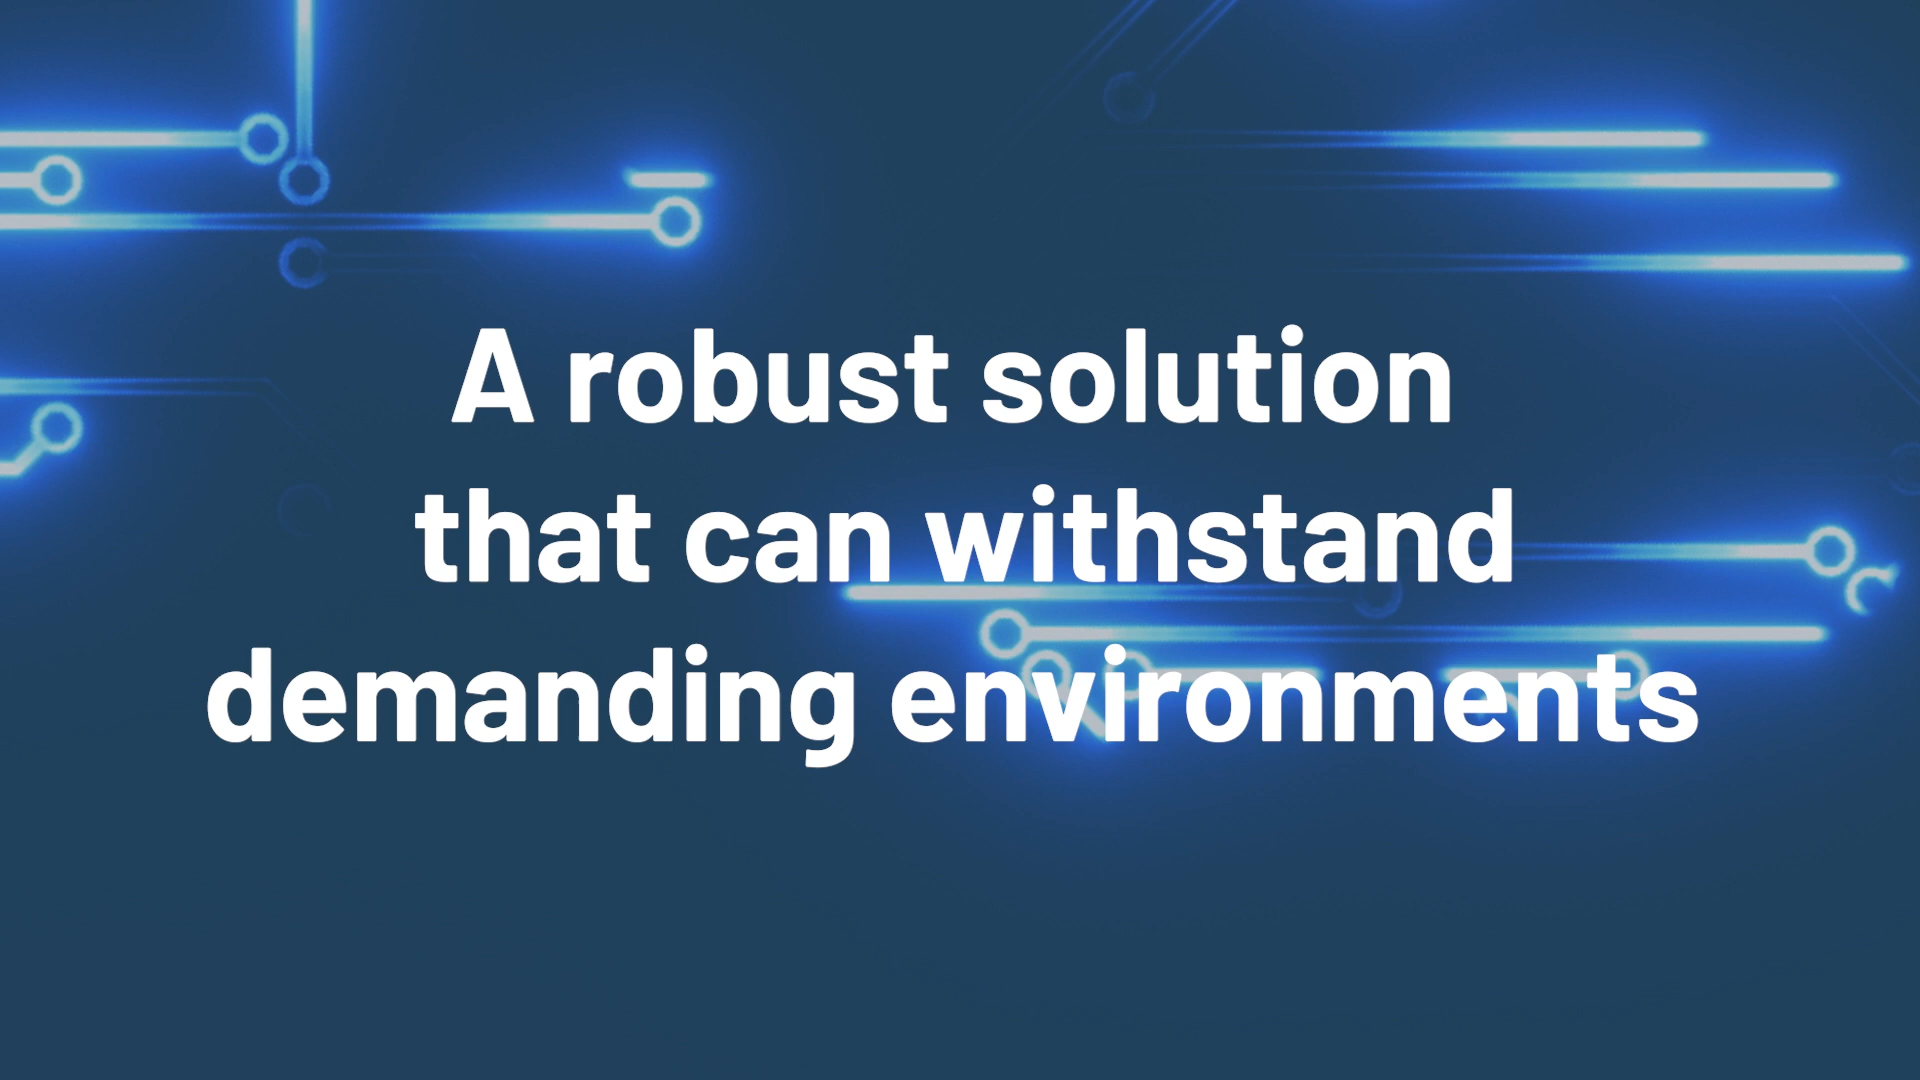 A robust solution
that can withstand
demanding environments